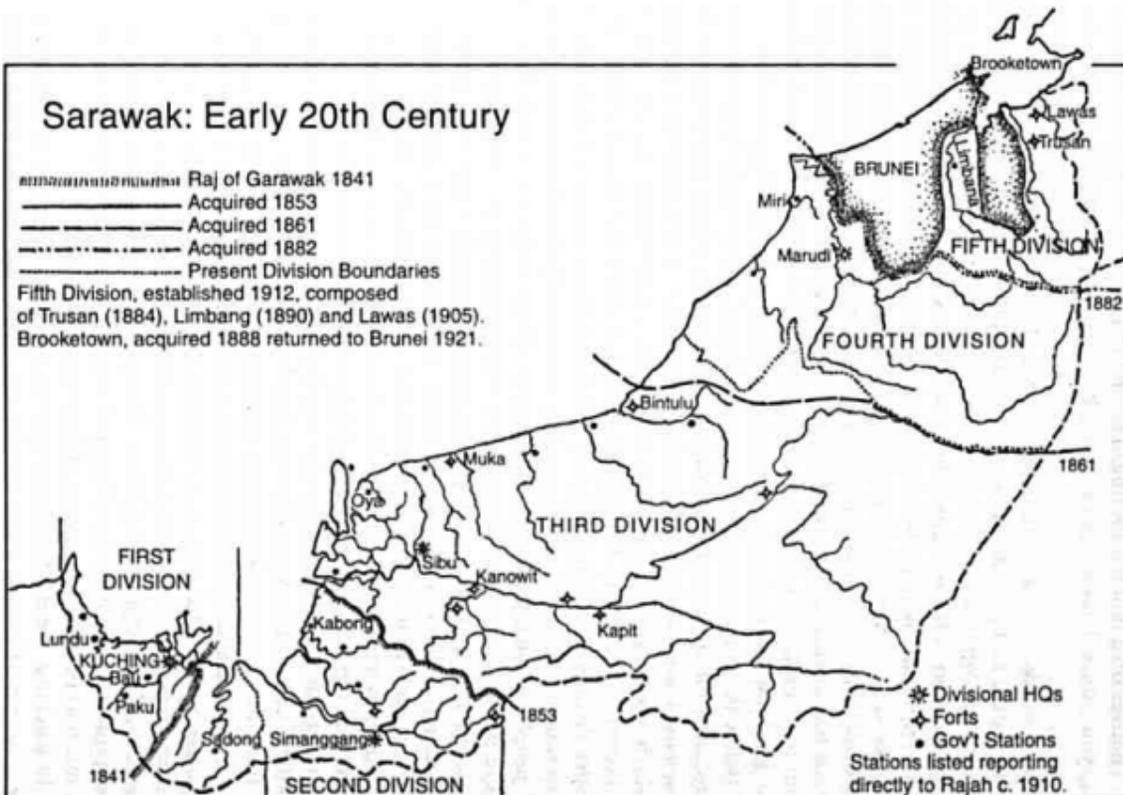 Brooketown
Sarawak: Early 20th Century
Lawas
Trusan
Raj of Garawak 1841
Acquired 1853
Acquired 1861
Acquired 1882
Present Division Boundaries
Fifth Division, established 1912, composed
of Trusan (1884), Limbang (1890) and Lawas (1905).
Brooketown, acquired 1888 returned to Brunei 1921.
BRUNEI
Limbana
Miri
Marudi
FIFTH DIVISION
1882
FOURTH DIVISION
Bintulu
1861
Muka
Oya
THIRD DIVISION
FIRST
DIVISION
Sibu
Kanowit
Kabong
Kapit
Lundu
KUCHING
Bau
Paku
Sadong
Simanggang
1853
1841
SECOND DIVISION
Divisional HQs
Forts
Gov't Stations
Stations listed reporting
directly to Rajah c. 1910.